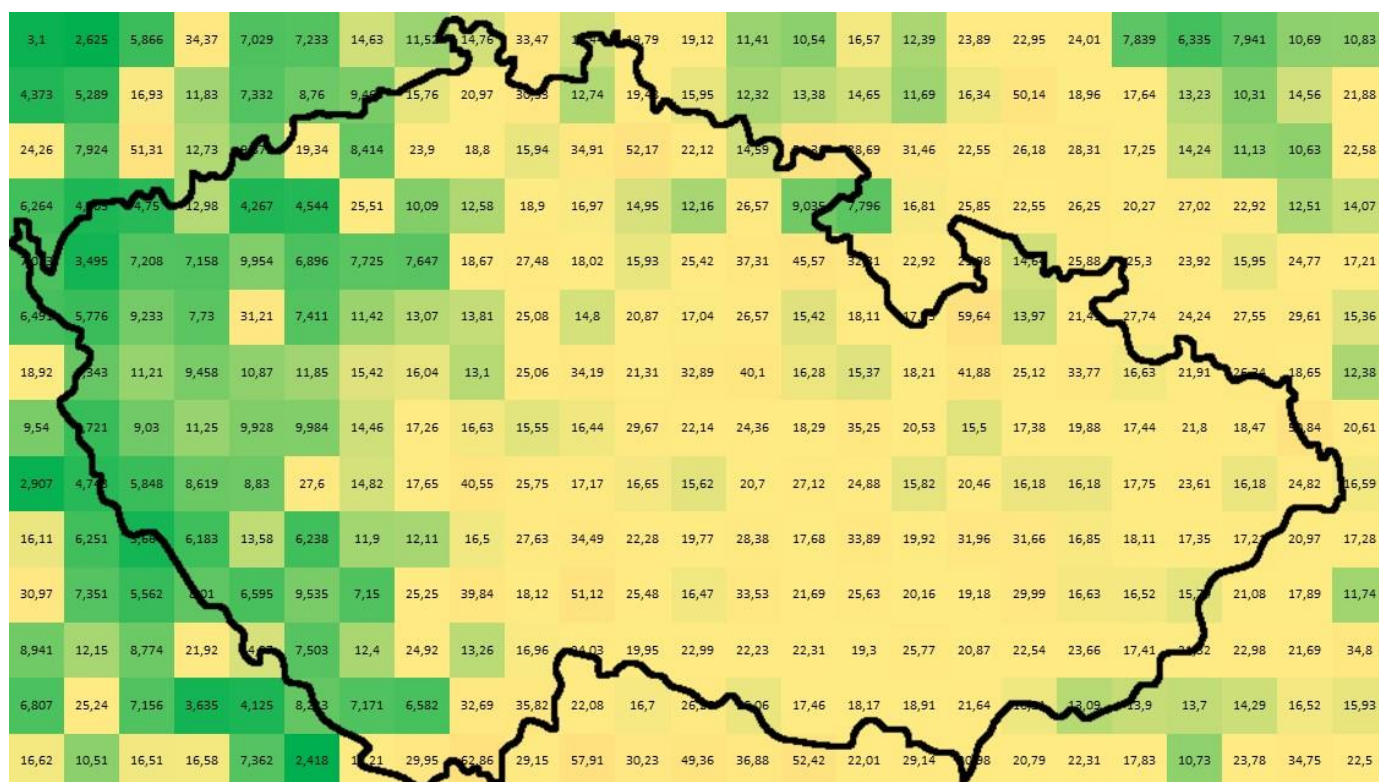 3,1 2,625 5,866 34,37 7,029 7,233 14,63 11,52 14,76 33,47 19,79 19,12 11,41 10,54 16,57 12,39 23,89 22,95 24,01 7,839 6,335 7,941 10,69 10,83
4,373 5,289 16,93 11,83 7,332 8,76 15,76 20,97 12,74 15,95 12,32 13,38 14,65 11,69 16,34 50,14 18,96 17,64 13,23 10,31 14,56 21,88
24,26 7,924 51,31 12,73 19,34 8,414 23,9 18,8 15,94 34,91 52,17 22,12 14,59 31,46 22,55 26,18 28,31 17,25 14,24 11,13 10,63 22,58
6,264 4,75 12,98 4,267 4,544 25,51 10,09 12,58 18,9 16,97 14,95 12,16 26,57 9,035 7,796 16,81 25,85 22,55 26,25 20,27 27,02 22,92 12,51 14,07
3,495 7,208 7,158 9,954 6,896 7,725 7,647 18,67 27,48 18,02 15,93 25,42 37,31 45,57 22,92 14,64 25,88 25,3 23,92 15,95 24,77 17,21
6,491 5,776 9,233 7,73 31,21 7,411 11,42 13,07 13,81 25,08 14,8 20,87 17,04 26,57 15,42 18,11 59,64 13,97 27,74 24,24 27,55 29,61 15,36
18,92 11,21 9,458 10,87 11,85 15,42 16,04 13,1 25,06 34,19 21,31 32,89 40,1 16,28 15,37 18,21 41,88 25,12 33,77 16,63 21,91 18,65 12,38
9,54 9,03 11,25 9,928 9,984 14,46 17,26 16,63 15,55 16,44 29,67 22,14 24,36 18,29 35,25 20,53 15,5 17,38 19,88 17,44 21,8 18,47 20,61
2,907 5,848 8,619 8,83 27,6 14,82 17,65 40,55 25,75 17,17 16,65 15,62 20,7 27,12 24,88 15,82 20,46 16,18 16,18 17,75 23,61 16,18 24,82 16,59
16,11 6,251 6,183 13,58 6,238 11,9 12,11 16,5 27,63 34,49 22,28 19,77 28,38 17,68 33,89 19,92 31,96 31,66 16,85 18,11 17,35 20,97 17,28
30,97 7,351 5,562 6,595 9,535 7,15 25,25 39,84 18,12 51,12 25,48 16,47 33,53 21,69 25,63 20,16 19,18 29,99 16,63 16,52 21,08 17,89 11,74
8,941 12,15 8,774 21,92 7,503 12,4 24,92 13,26 16,96 19,95 22,99 22,23 22,31 19,3 25,77 20,87 22,54 23,66 17,41 22,98 21,69 34,8
6,807 25,24 7,156 3,635 4,125 7,171 6,582 32,69 35,82 22,08 16,7 17,46 18,17 18,91 21,64 13,09 13,9 13,7 14,29 16,52 15,93
16,62 10,51 16,51 16,58 7,362 2,418 29,95 29,15 57,91 30,23 49,36 36,88 52,42 22,01 29,14 20,79 22,31 17,83 10,73 23,78 34,75 22,5